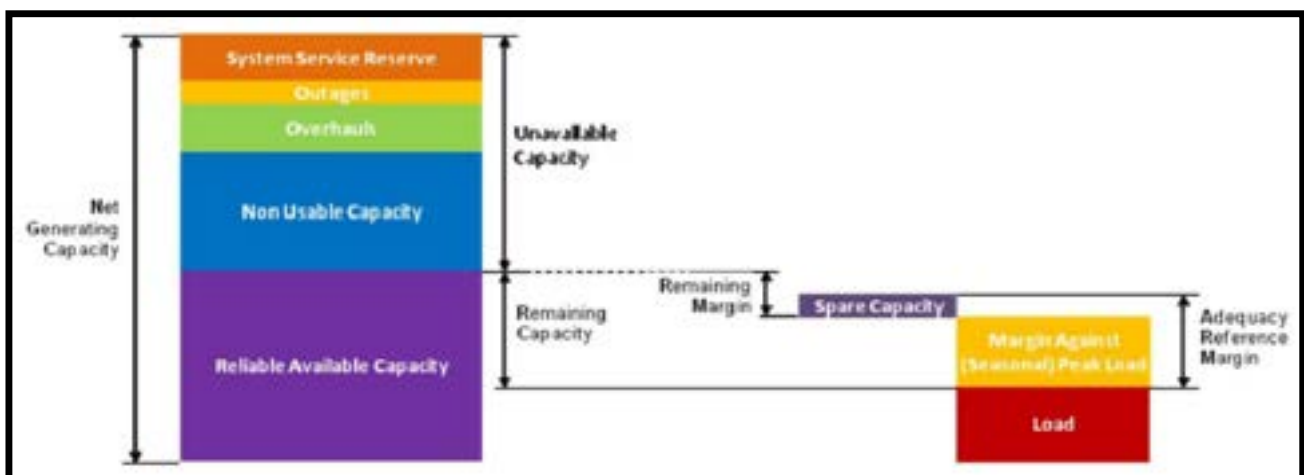 System Service Reserve
Outages
Overhauls
Unavailable
Capacity
Non Usable Capacity
Net
Generating
Capacity
Remaining
Margin
Spare Capacity
Remaining
Capacity
Adequacy
Reference
Margin
Margin Against
(Seasonal) Peak Load
Reliable Available Capacity
Load